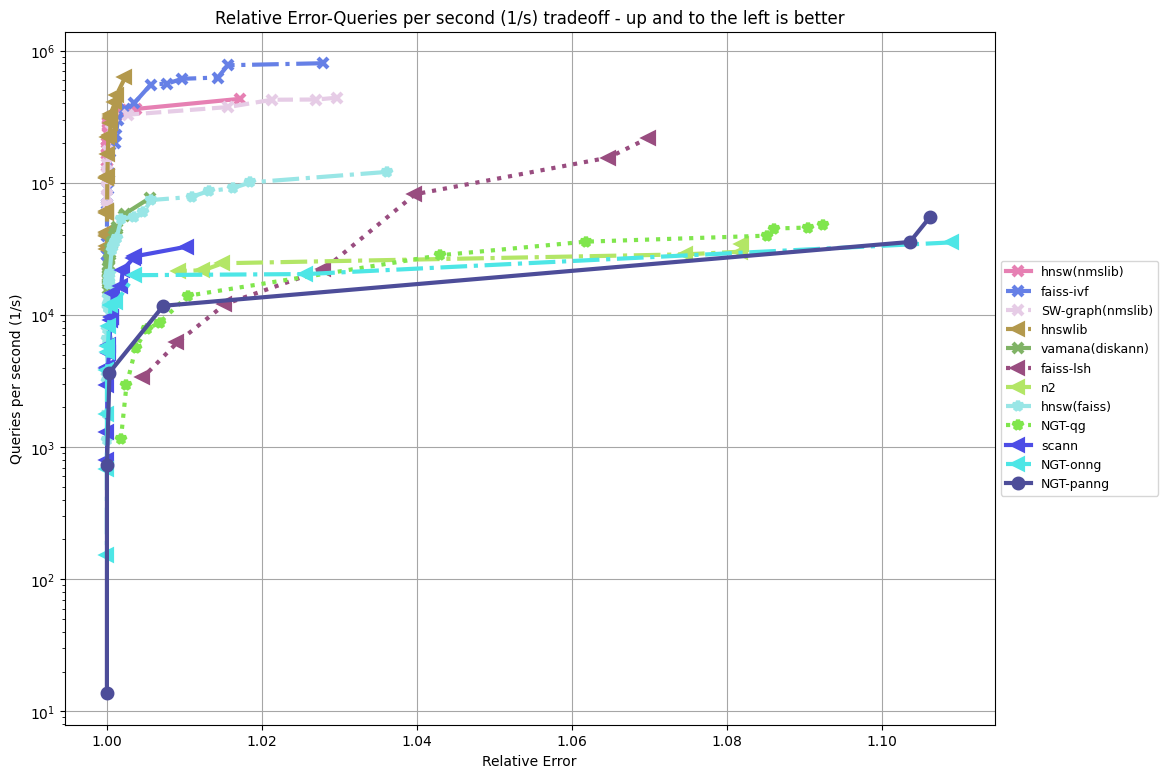 Relative Error-Queries per second (1/s) tradeoff - up and to the left is better
Queries per second (1/s)
10^6
10^5
10^4
10^3
10^2
10^1
1.00 1.02 1.04 1.06 1.08 1.10
Relative Error
hnsw(nmslib)
faiss-ivf
SW-graph(nmslib)
hnswlib
vamana(diskann)
faiss-lsh
n2
hnsw(faiss)
NGT-qg
scann
NGT-onng
NGT-panng